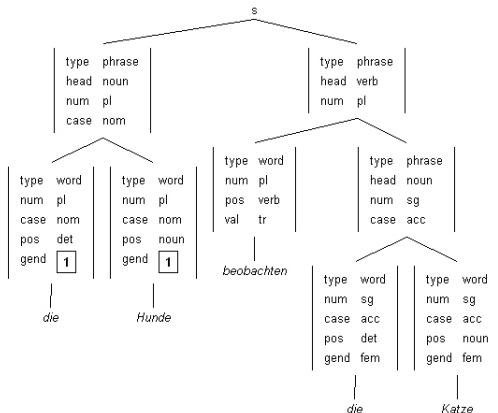 s
type phrase
head noun
num pl
case nom
type phrase
head verb
num pl
type word
num pl
case nom
pos det
gend 1
type word
num pl
case nom
pos noun
gend 1
type word
num pl
pos verb
val tr
type phrase
head noun
num sg
case acc
die
Hunde
beobachten
type word
num sg
case acc
pos det
gend fem
type word
num sg
case acc
pos noun
gend fem
die
Katze